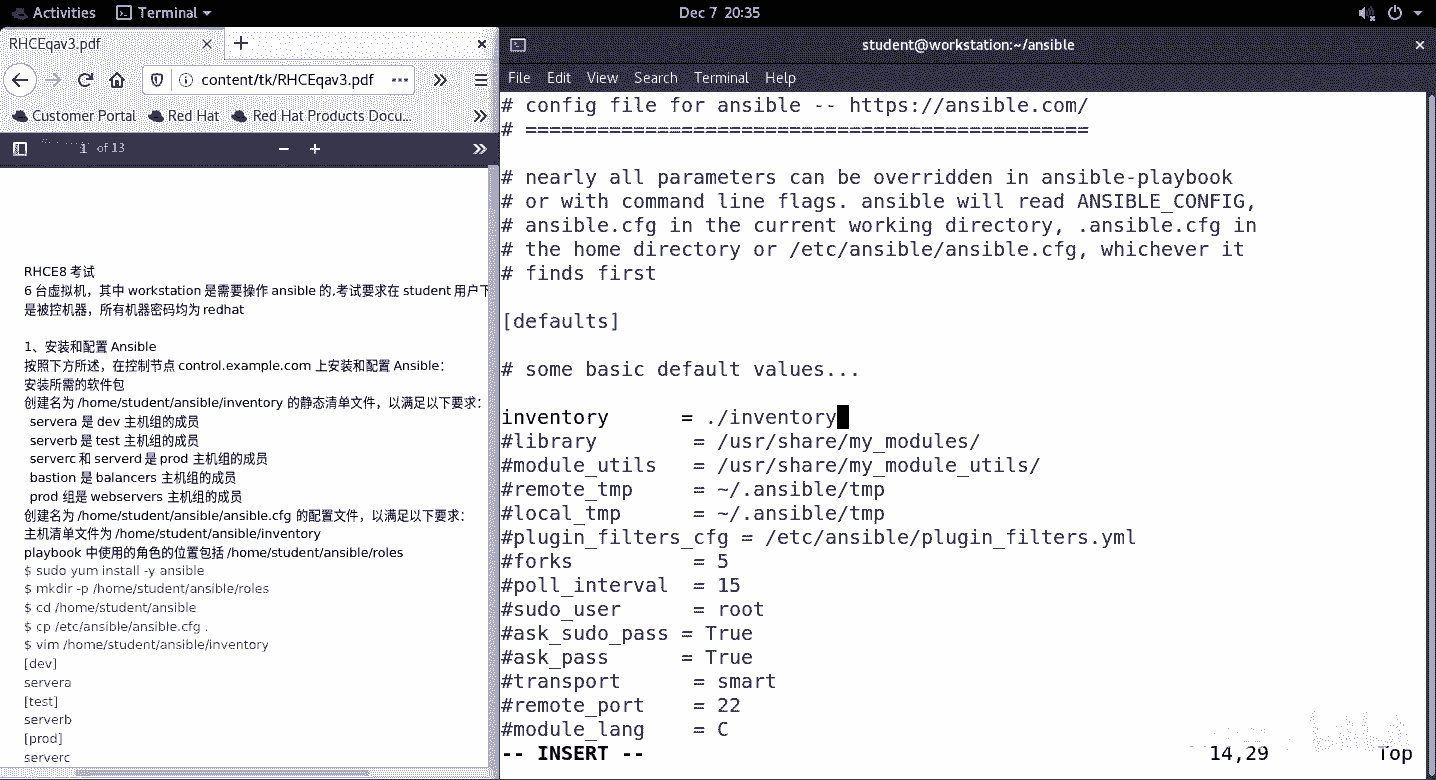 Activities
Terminal
Dec 7 20:35
RHCEqav3.pdf
content/tk/RHCEqav3.pdf
Customer Portal
Red Hat
Red Hat Products Docu...
1 of 13
RHCE8 考试
6 台虚拟机，其中 workstation 是需要操作 ansible 的,考试要求在 student 用户下
是被控机器，所有机器密码均为 redhat
1、安装和配置 Ansible
按照下方所述，在控制节点 control.example.com 上安装和配置 Ansible：
安装所需的软件包
创建名为 /home/student/ansible/inventory 的静态清单文件，以满足以下要求：
servera 是 dev 主机组的成员
serverb 是 test 主机组的成员
serverc 和 serverd 是 prod 主机组的成员
bastion 是 balancers 主机组的成员
prod 组是 webservers 主机组的成员
创建名为 /home/student/ansible/ansible.cfg 的配置文件，以满足以下要求：
主机清单文件为 /home/student/ansible/inventory
playbook 中使用的角色的位置包括 /home/student/ansible/roles
$ sudo yum install -y ansible
$ mkdir -p /home/student/ansible/roles
$ cd /home/student/ansible
$ cp /etc/ansible/ansible.cfg .
$ vim /home/student/ansible/inventory
[dev]
servera
[test]
serverb
[prod]
serverc
student@workstation:~/ansible
File Edit View Search Terminal Help
# config file for ansible -- https://ansible.com/
# ===============================================
# nearly all parameters can be overridden in ansible-playbook
# or with command line flags. ansible will read ANSIBLE_CONFIG,
# ansible.cfg in the current working directory, .ansible.cfg in
# the home directory or /etc/ansible/ansible.cfg, whichever it
# finds first
[defaults]
# some basic default values...
inventory      = ./inventory
#library        = /usr/share/my_modules/
#module_utils   = /usr/share/my_module_utils/
#remote_tmp     = ~/.ansible/tmp
#local_tmp      = ~/.ansible/tmp
#plugin_filters_cfg = /etc/ansible/plugin_filters.yml
#forks          = 5
#poll_interval  = 15
#sudo_user      = root
#ask_sudo_pass = True
#ask_pass      = True
#transport      = smart
#remote_port    = 22
#module_lang    = C
-- INSERT --
14,29
Top